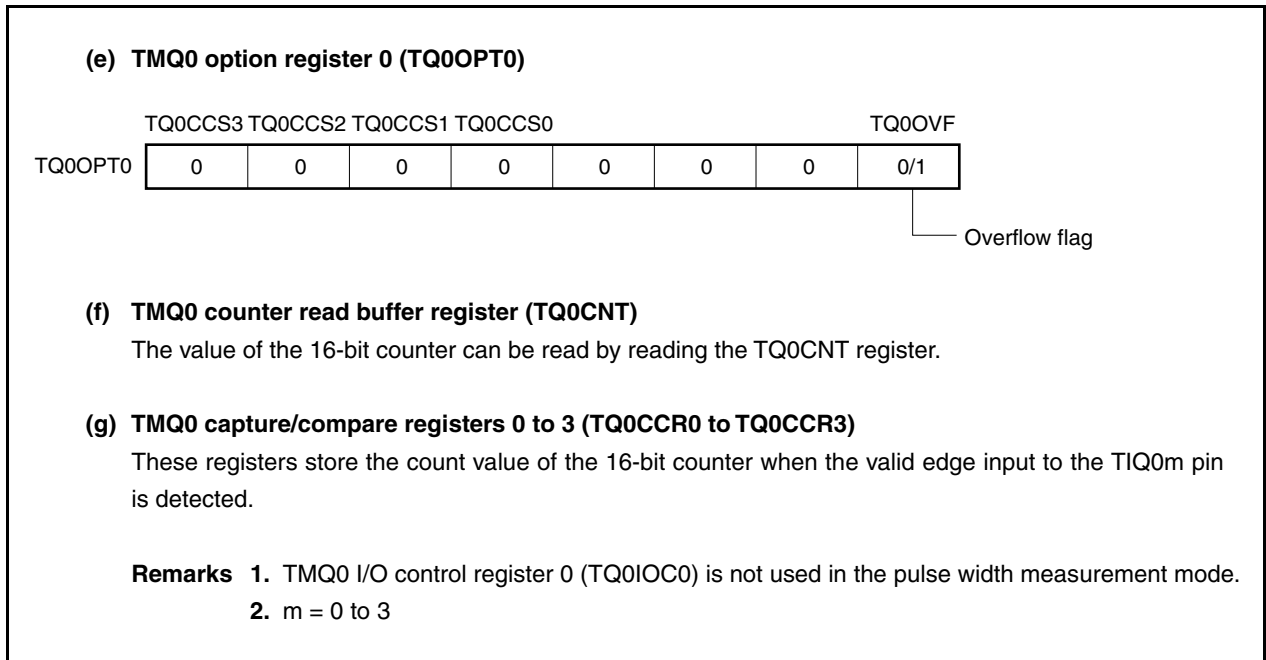 (e) TMQ0 option register 0 (TQ0OPT0)
TQ0CCS3 TQ0CCS2 TQ0CCS1 TQ0CCS0 TQ0OVF
TQ0OPT0 0 0 0 0 0 0 0 0/1
Overflow flag
(f) TMQ0 counter read buffer register (TQ0CNT)
The value of the 16-bit counter can be read by reading the TQ0CNT register.
(g) TMQ0 capture/compare registers 0 to 3 (TQ0CCR0 to TQ0CCR3)
These registers store the count value of the 16-bit counter when the valid edge input to the TIQ0m pin
is detected.
Remarks 1. TMQ0 I/O control register 0 (TQ0IOC0) is not used in the pulse width measurement mode.
2. m = 0 to 3